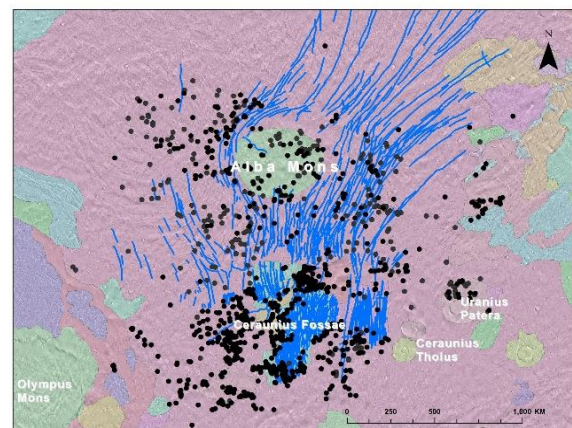 N
Alba Mons
Ceraunius Fossae
Uranius
Patera
Ceraunius
Tholus
Olympus
Mons
0 250 500 1,000 KM